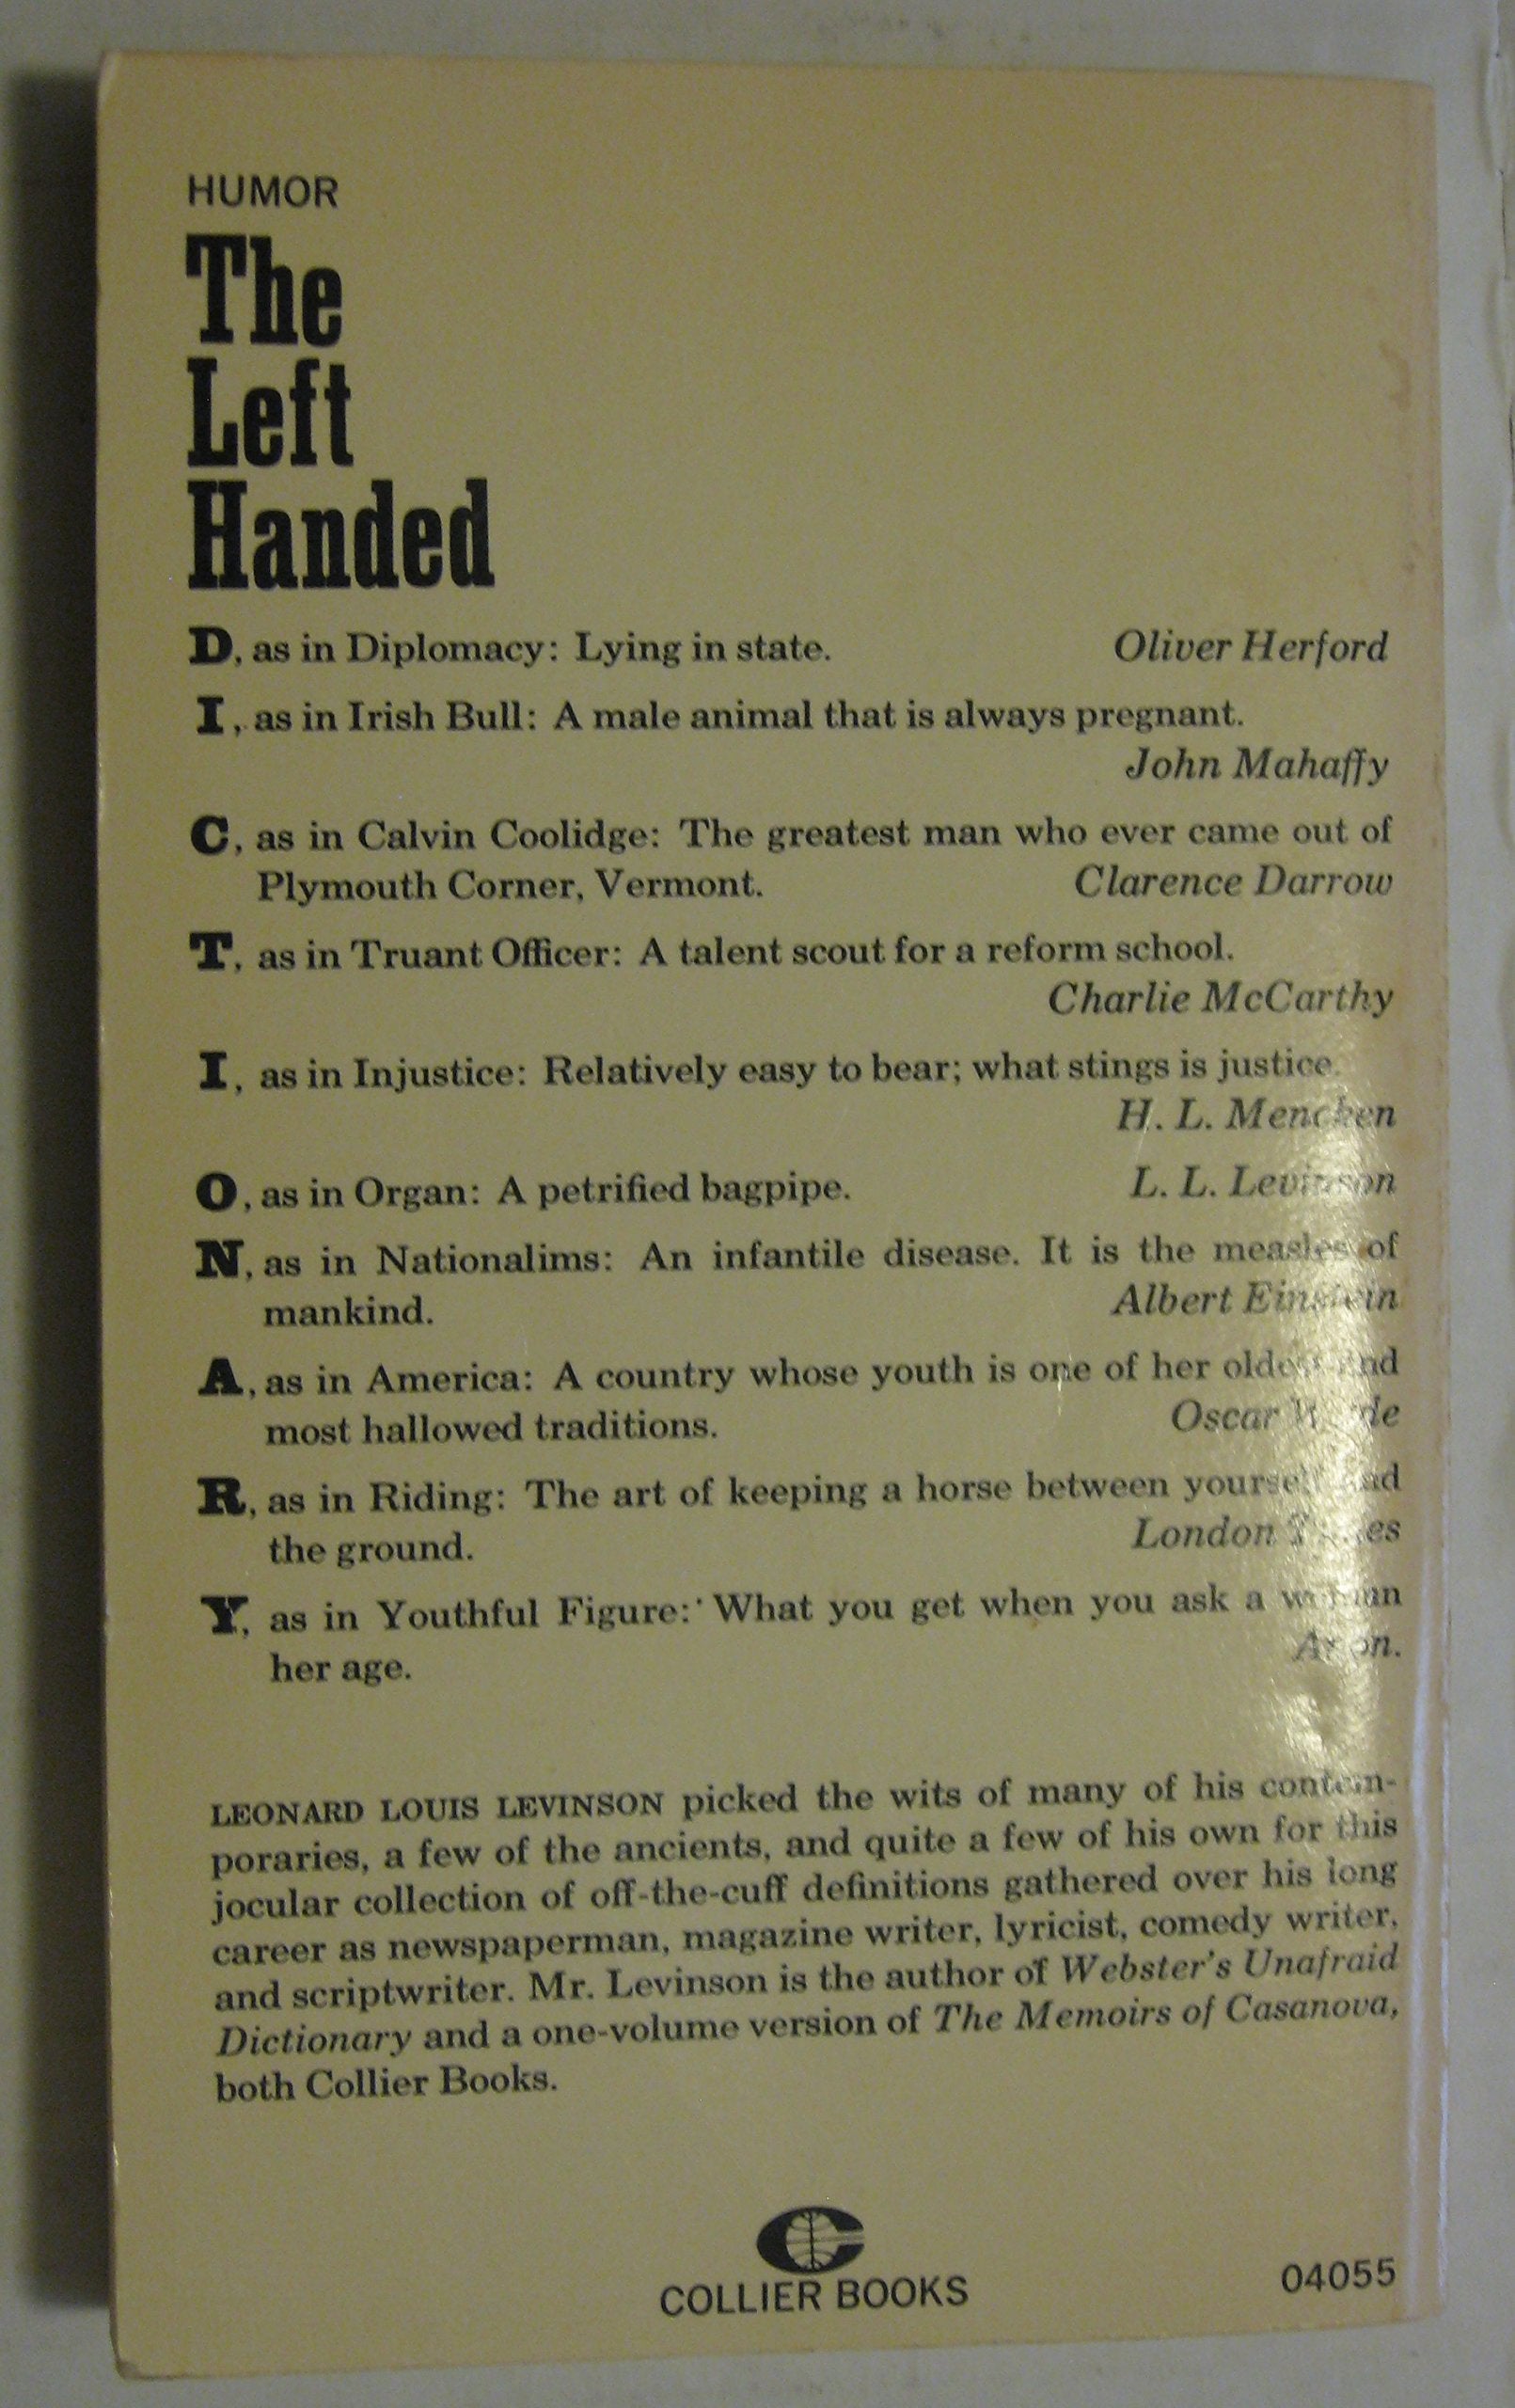 HUMOR
The
Left
Handed
D, as in Diplomacy: Lying in state. Oliver Herford
I, as in Irish Bull: A male animal that is always pregnant.
John Mahaffy
C, as in Calvin Coolidge: The greatest man who ever came out of
Plymouth Corner, Vermont. Clarence Darrow
T, as in Truant Officer: A talent scout for a reform school.
Charlie McCarthy
I, as in Injustice: Relatively easy to bear; what stings is justice.
H. L. Mencken
O, as in Organ: A petrified bagpipe. L. L. Levinson
N, as in Nationalims: An infantile disease. It is the measles of
mankind. Albert Einstein
A, as in America: A country whose youth is one of her oldest and
most hallowed traditions. Oscar Wilde
R, as in Riding: The art of keeping a horse between yourself and
the ground. London Times
Y, as in Youthful Figure: What you get when you ask a woman
her age. Anon.
LEONARD LOUIS LEVINSON picked the wits of many of his contem-
poraries, a few of the ancients, and quite a few of his own for this
jocular collection of off-the-cuff definitions gathered over his long
career as newspaperman, magazine writer, lyricist, comedy writer,
and scriptwriter. Mr. Levinson is the author of Webster's Unafraid
Dictionary and a one-volume version of The Memoirs of Casanova,
both Collier Books.
COLLIER BOOKS
04055